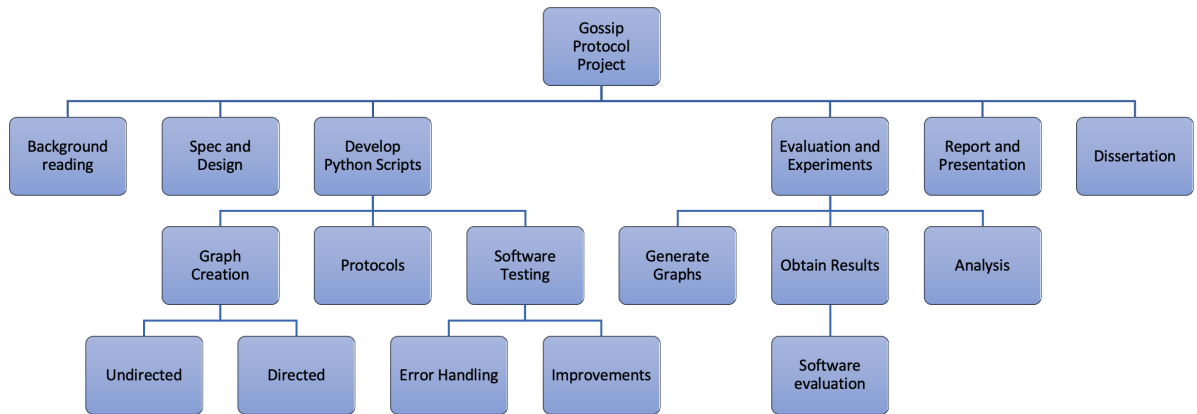 Gossip
Protocol
Project
Background
reading
Spec and
Design
Develop
Python Scripts
Evaluation and
Experiments
Report and
Presentation
Dissertation
Graph
Creation
Protocols
Software
Testing
Generate
Graphs
Obtain Results
Analysis
Undirected
Directed
Error Handling
Improvements
Software
evaluation